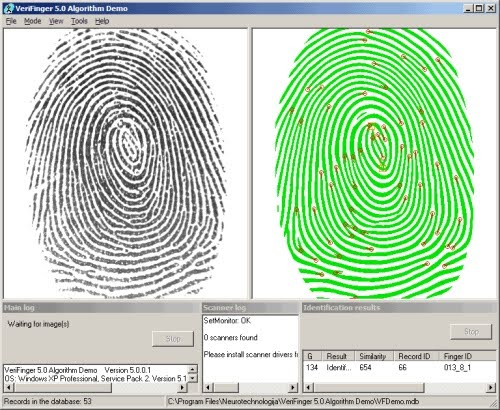 VeriFinger 5.0 Algorithm Demo
File Mode View Tools Help
Main log
Waiting for image(s)
Stop
VeriFinger 5.0 Algorithm Demo Version 5.0.0.1
OS: Windows XP Professional, Service Pack 2. Version 5.1
Scanner log
SetMonitor: OK
0 scanners found
Please install scanner drivers
Identification results
Stop
G Result Similarity Record ID Finger ID
134 Identif... 654 66 013_8_1
Records in the database: 53
C:\Program Files\Neurotechnologija\VeriFinger 5.0 Algorithm Demo\VFDemo.mdb